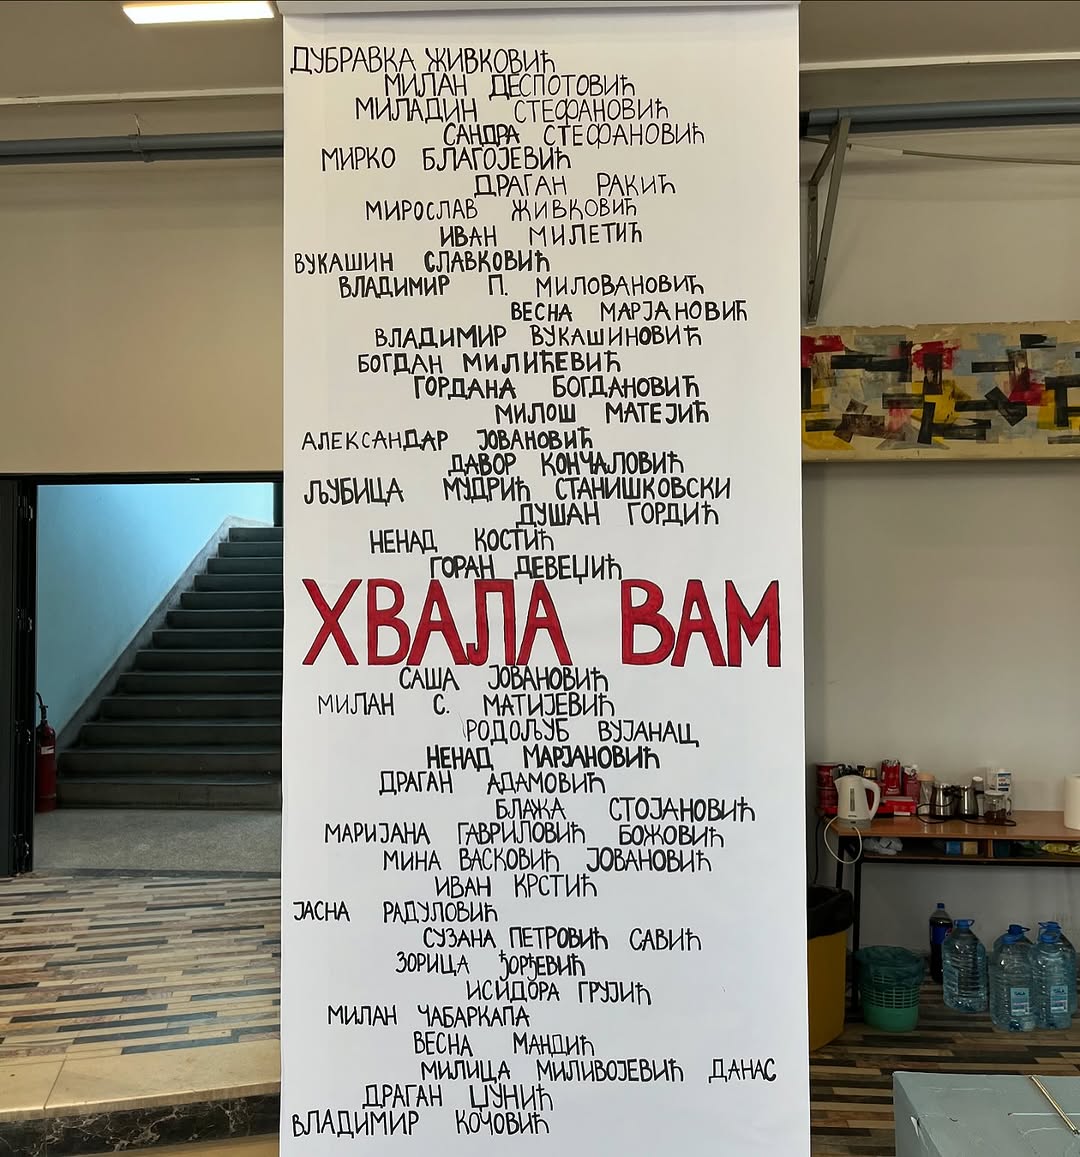 ДУБРАВКА ЖИВКОВИЋ
МИЛАН ДЕСПОТОВИЋ
МИЛАДИН СТЕФАНОВИЋ
САНДРА СТЕФАНОВИЋ
МИРКО БЛАГОЈЕВИЋ
ДРАГАН РАКИЋ
МИРОСЛАВ ЖИВКОВИЋ
ИВАН МИЛЕТИЋ
ВУКАШИН СЛАВКОВИЋ
ВЛАДИМИР П. МИЛОВАНОВИЋ
ВЕСНА МАРЈАНОВИЋ
ВЛАДИМИР ВУКАШИНОВИЋ
БОГДАН МИЛИЋЕВИЋ
ГОРДАНА БОГДАНОВИЋ
МИЛОШ МАТЕЈИЋ
АЛЕКСАНДАР ЈОВАНОВИЋ
ДАВОР КОНЧАЛОВИЋ
ЉУБИЦА МУДРИЋ СТАНИШКОВСКИ
ДУШАН ГОРДИЋ
НЕНАД КОСТИЋ
ГОРАН ДЕВЕЏИЋ
ХВАЛА ВАМ
САША ЈОВАНОВИЋ
МИЛАН С. МАТИЈЕВИЋ
РОДОЉУБ ВУЈАНАЦ
НЕНАД МАРЈАНОВИЋ
ДРАГАН АДАМОВИЋ
БЛАЖА СТОЈАНОВИЋ
МАРИЈАНА ГАВРИЛОВИЋ БОЖОВИЋ
МИНА ВАСКОВИЋ ЈОВАНОВИЋ
ИВАН КРСТИЋ
ЈАСНА РАДУЛОВИЋ
СУЗАНА ПЕТРОВИЋ САВИЋ
ЗОРИЦА ЂОРЂЕВИЋ
ИСИДОРА ГРУЈИЋ
МИЛАН ЧАБАРКАПА
ВЕСНА МАНДИЋ
МИЛИЦА МИЛИВОЈЕВИЋ ДАНАС
ДРАГАН ЏУНИЋ
ВЛАДИМИР КОЧОВИЋ